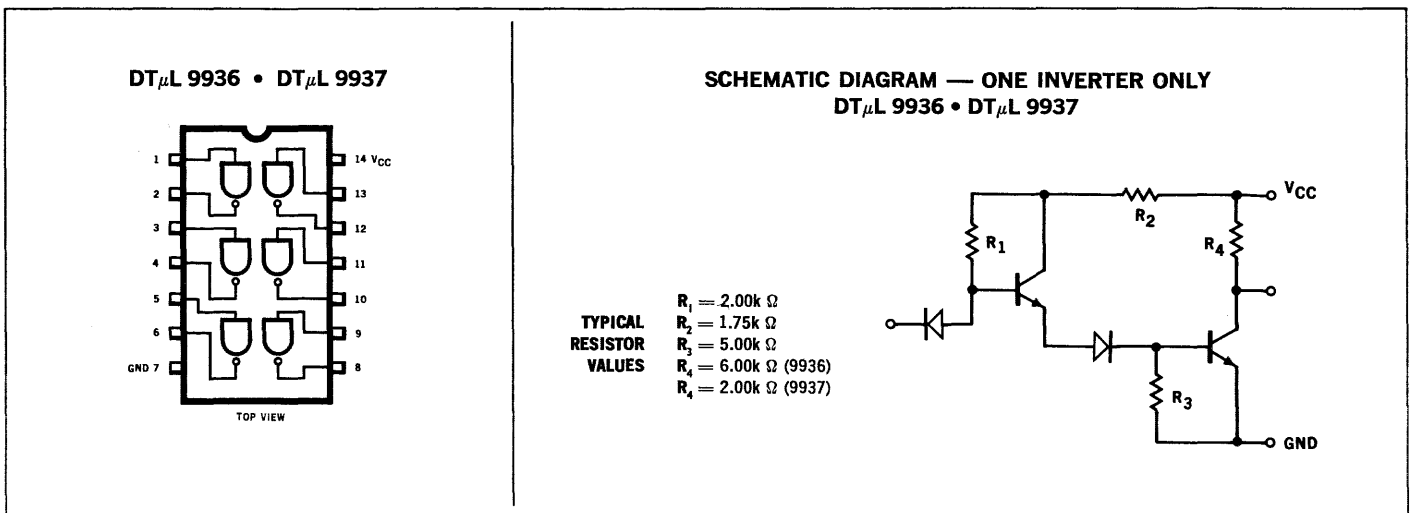 DTμL 9936 • DTμL 9937
1
2
3
4
5
6
GND 7
14 VCC
13
12
11
10
9
8
TOP VIEW
SCHEMATIC DIAGRAM — ONE INVERTER ONLY
DTμL 9936 • DTμL 9937
VCC
R2
R1
R4
R3
GND
TYPICAL
RESISTOR
VALUES
R1 = 2.00k Ω
R2 = 1.75k Ω
R3 = 5.00k Ω
R4 = 6.00k Ω (9936)
R4 = 2.00k Ω (9937)